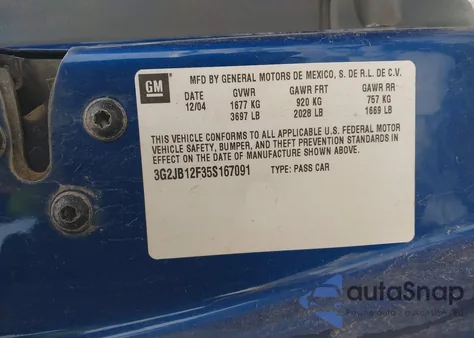 GM
MFD BY GENERAL MOTORS DE MEXICO, S. DE R.L. DE C.V.
DATE GVWR GAWR FRT GAWR RR
12/04 1677 KG 920 KG 757 KG
3697 LB 2028 LB 1669 LB
THIS VEHICLE CONFORMS TO ALL APPLICABLE U.S. FEDERAL MOTOR
VEHICLE SAFETY, BUMPER, AND THEFT PREVENTION STANDARDS IN
EFFECT ON THE DATE OF MANUFACTURE SHOWN ABOVE.
3G2JB12F35S167091 TYPE: PASS CAR
autaSnap